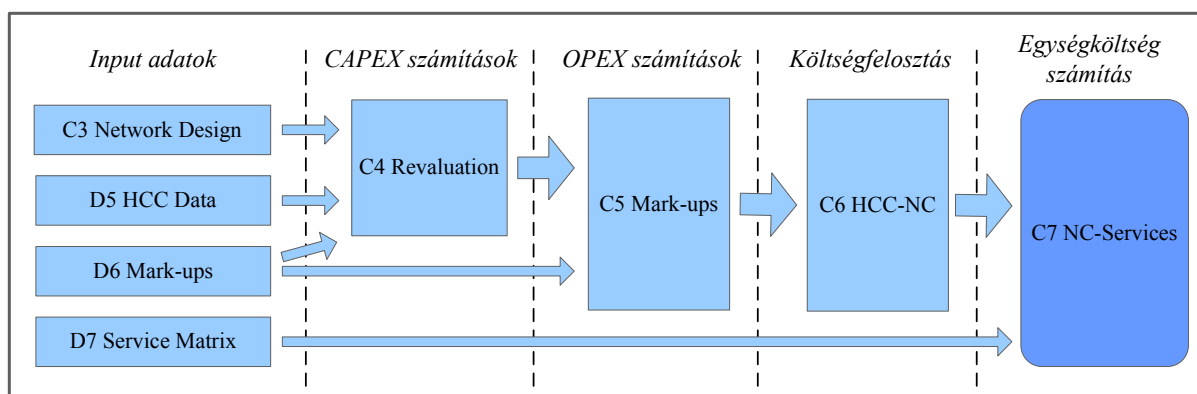 Input adatok
CAPEX számítások
OPEX számítások
Költségfelosztás
Egységköltség
számítás
C3 Network Design
D5 HCC Data
D6 Mark-ups
D7 Service Matrix
C4 Revaluation
C5 Mark-ups
C6 HCC-NC
C7 NC-Services